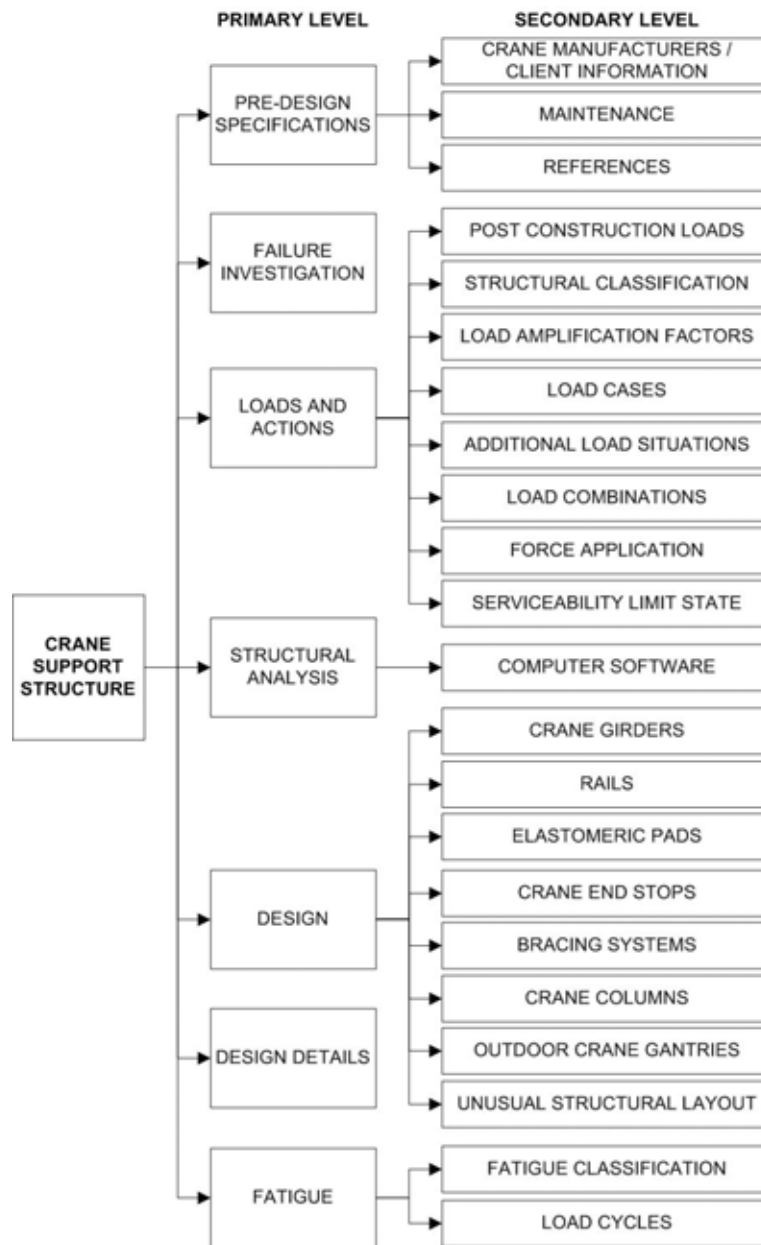 PRIMARY LEVEL
SECONDARY LEVEL
CRANE MANUFACTURERS /
CLIENT INFORMATION
PRE-DESIGN
SPECIFICATIONS
MAINTENANCE
REFERENCES
FAILURE
INVESTIGATION
POST CONSTRUCTION LOADS
STRUCTURAL CLASSIFICATION
LOAD AMPLIFICATION FACTORS
LOADS AND
ACTIONS
LOAD CASES
ADDITIONAL LOAD SITUATIONS
LOAD COMBINATIONS
FORCE APPLICATION
SERVICEABILITY LIMIT STATE
CRANE
SUPPORT
STRUCTURE
STRUCTURAL
ANALYSIS
COMPUTER SOFTWARE
CRANE GIRDERS
RAILS
ELASTOMERIC PADS
DESIGN
CRANE END STOPS
BRACING SYSTEMS
CRANE COLUMNS
OUTDOOR CRANE GANTRIES
UNUSUAL STRUCTURAL LAYOUT
DESIGN DETAILS
FATIGUE
FATIGUE CLASSIFICATION
LOAD CYCLES